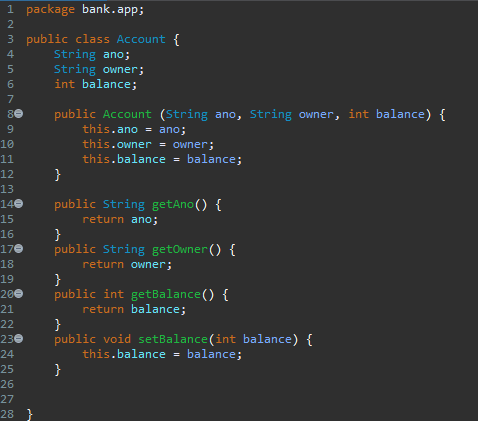 1 package bank.app;
2
3 public class Account {
4     String ano;
5     String owner;
6     int balance;
7
8     public Account (String ano, String owner, int balance) {
9         this.ano = ano;
10         this.owner = owner;
11         this.balance = balance;
12     }
13
14     public String getAno() {
15         return ano;
16     }
17     public String getOwner() {
18         return owner;
19     }
20     public int getBalance() {
21         return balance;
22     }
23     public void setBalance(int balance) {
24         this.balance = balance;
25     }
26
27
28 }